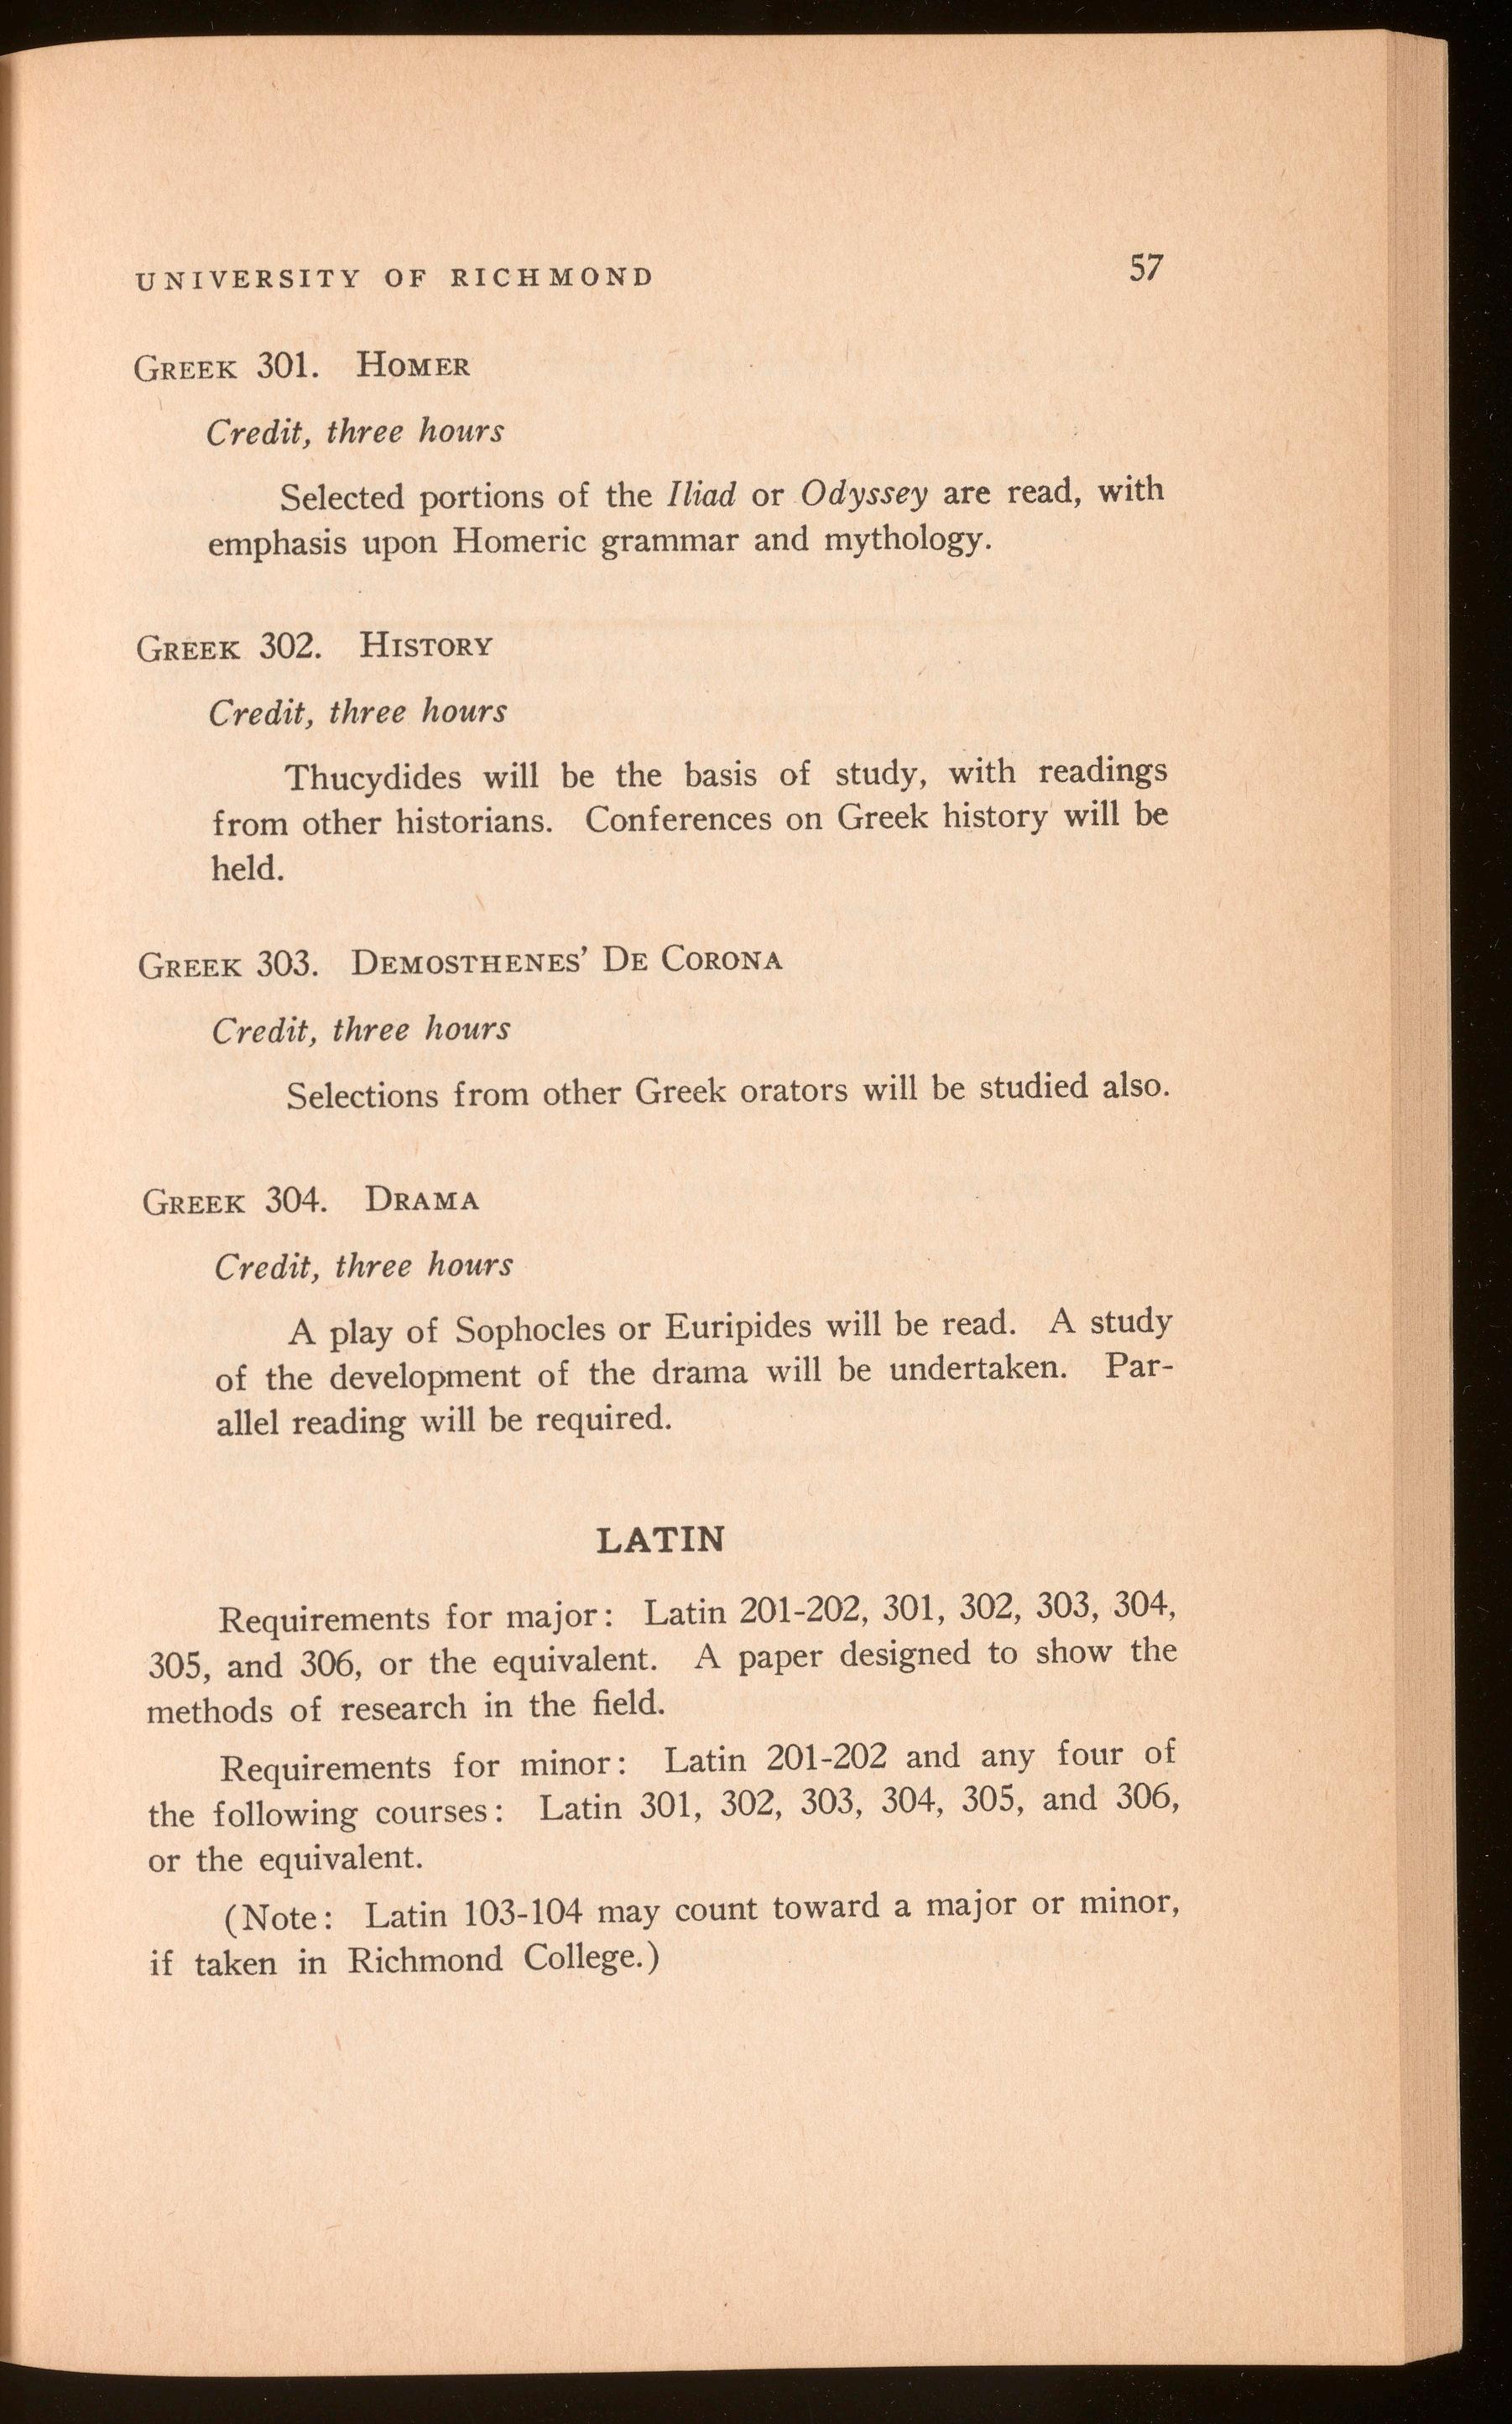 UNIVERSITY OF RICHMOND 57
GREEK 301. HOMER
Credit, three hours
Selected portions of the Iliad or Odyssey are read, with
emphasis upon Homeric grammar and mythology.
GREEK 302. HISTORY
Credit, three hours
Thucydides will be the basis of study, with readings
from other historians. Conferences on Greek history will be
held.
GREEK 303. DEMOSTHENES' DE CORONA
Credit, three hours
Selections from other Greek orators will be studied also.
GREEK 304. DRAMA
Credit, three hours
A play of Sophocles or Euripides will be read. A study
of the development of the drama will be undertaken. Par-
allel reading will be required.
LATIN
Requirements for major: Latin 201-202, 301, 302, 303, 304,
305, and 306, or the equivalent. A paper designed to show the
methods of research in the field.
Requirements for minor: Latin 201-202 and any four of
the following courses: Latin 301, 302, 303, 304, 305, and 306,
or the equivalent.
(Note: Latin 103-104 may count toward a major or minor,
if taken in Richmond College.)